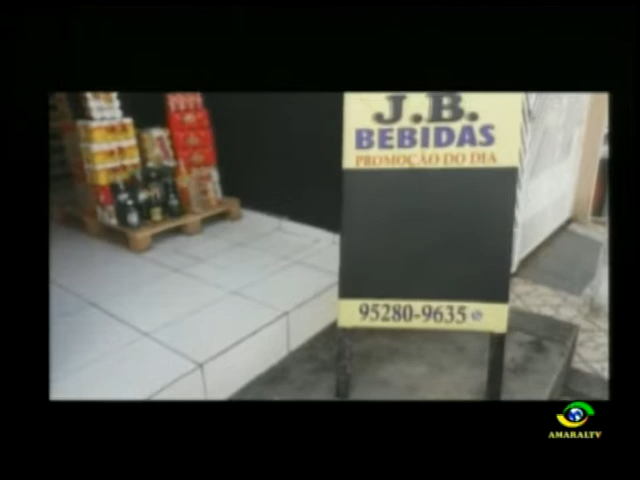 J.B.
BEBIDAS
PROMOÇÃO DO DIA
95280-9635
AMARALTV